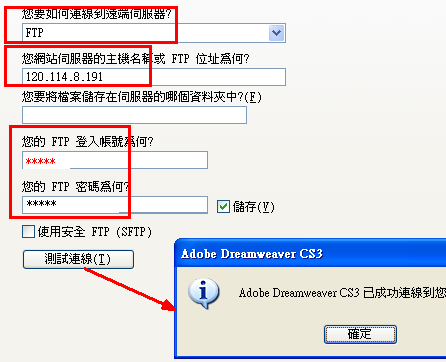 您要如何連線到遠端伺服器?
FTP
您網站伺服器的主機名稱或 FTP 位址爲何?
120.114.8.191
您要將檔案儲存在伺服器的哪個資料夾中?(F)
您的 FTP 登入帳號爲何?
*****
您的 FTP 密碼爲何?
*****
儲存(V)
使用安全 FTP (SFTP)
測試連線(T)
Adobe Dreamweaver CS3
Adobe Dreamweaver CS3 已成功連線到您
確定